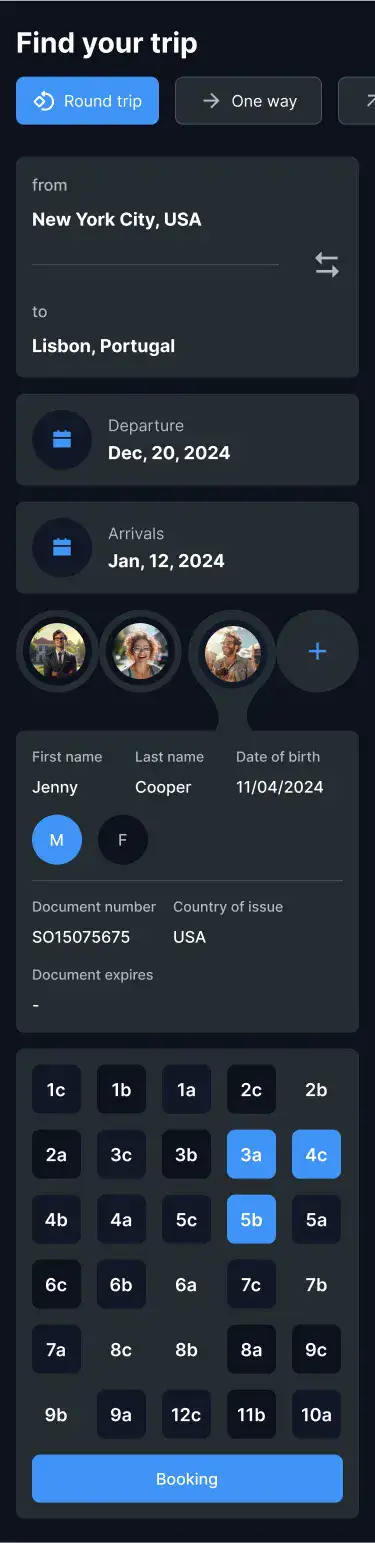 Find your trip
Round trip One way
from
New York City, USA
to
Lisbon, Portugal
Departure
Dec, 20, 2024
Arrivals
Jan, 12, 2024
First name Last name Date of birth
Jenny Cooper 11/04/2024
M F
Document number Country of issue
SO15075675 USA
Document expires
-
1c 1b 1a 2c 2b
2a 3c 3b 3a 4c
4b 4a 5c 5b 5a
6c 6b 6a 7c 7b
7a 8c 8b 8a 9c
9b 9a 12c 11b 10a
Booking